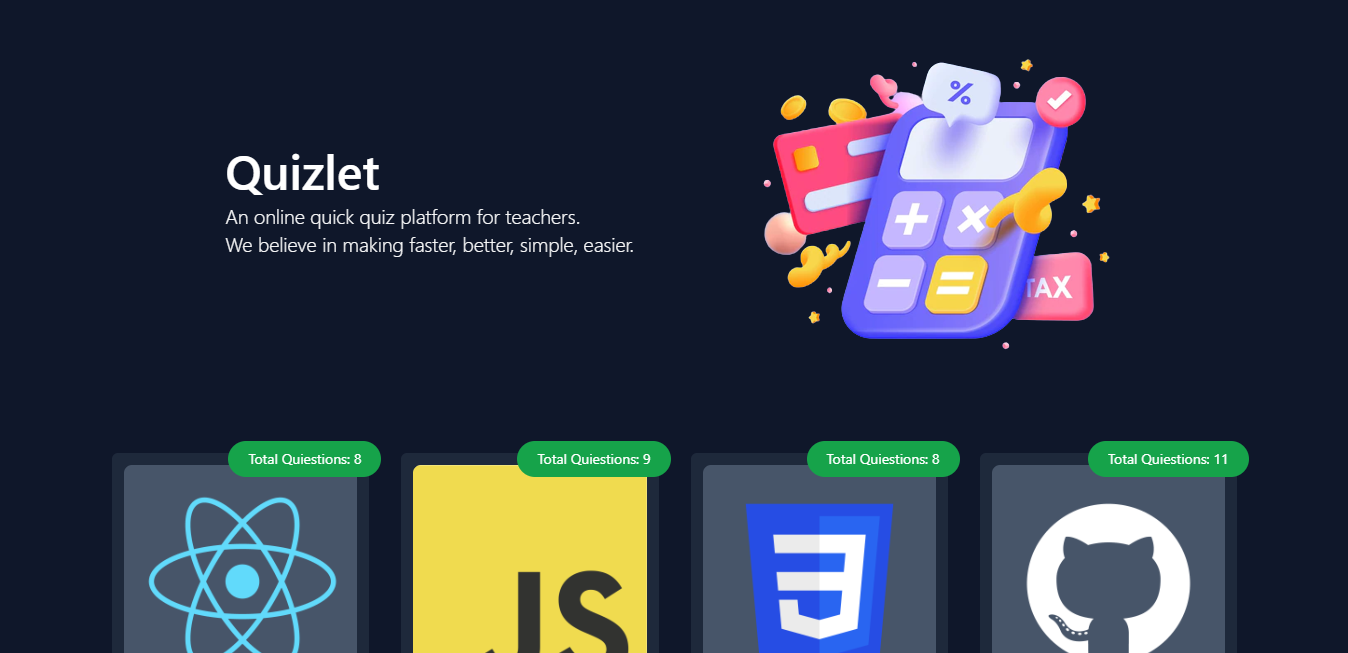 %
Quizlet
An online quick quiz platform for teachers.
We believe in making faster, better, simple, easier.
TAX
Total Quiestions: 8
Total Quiestions: 9
Total Quiestions: 8
Total Quiestions: 11
JS